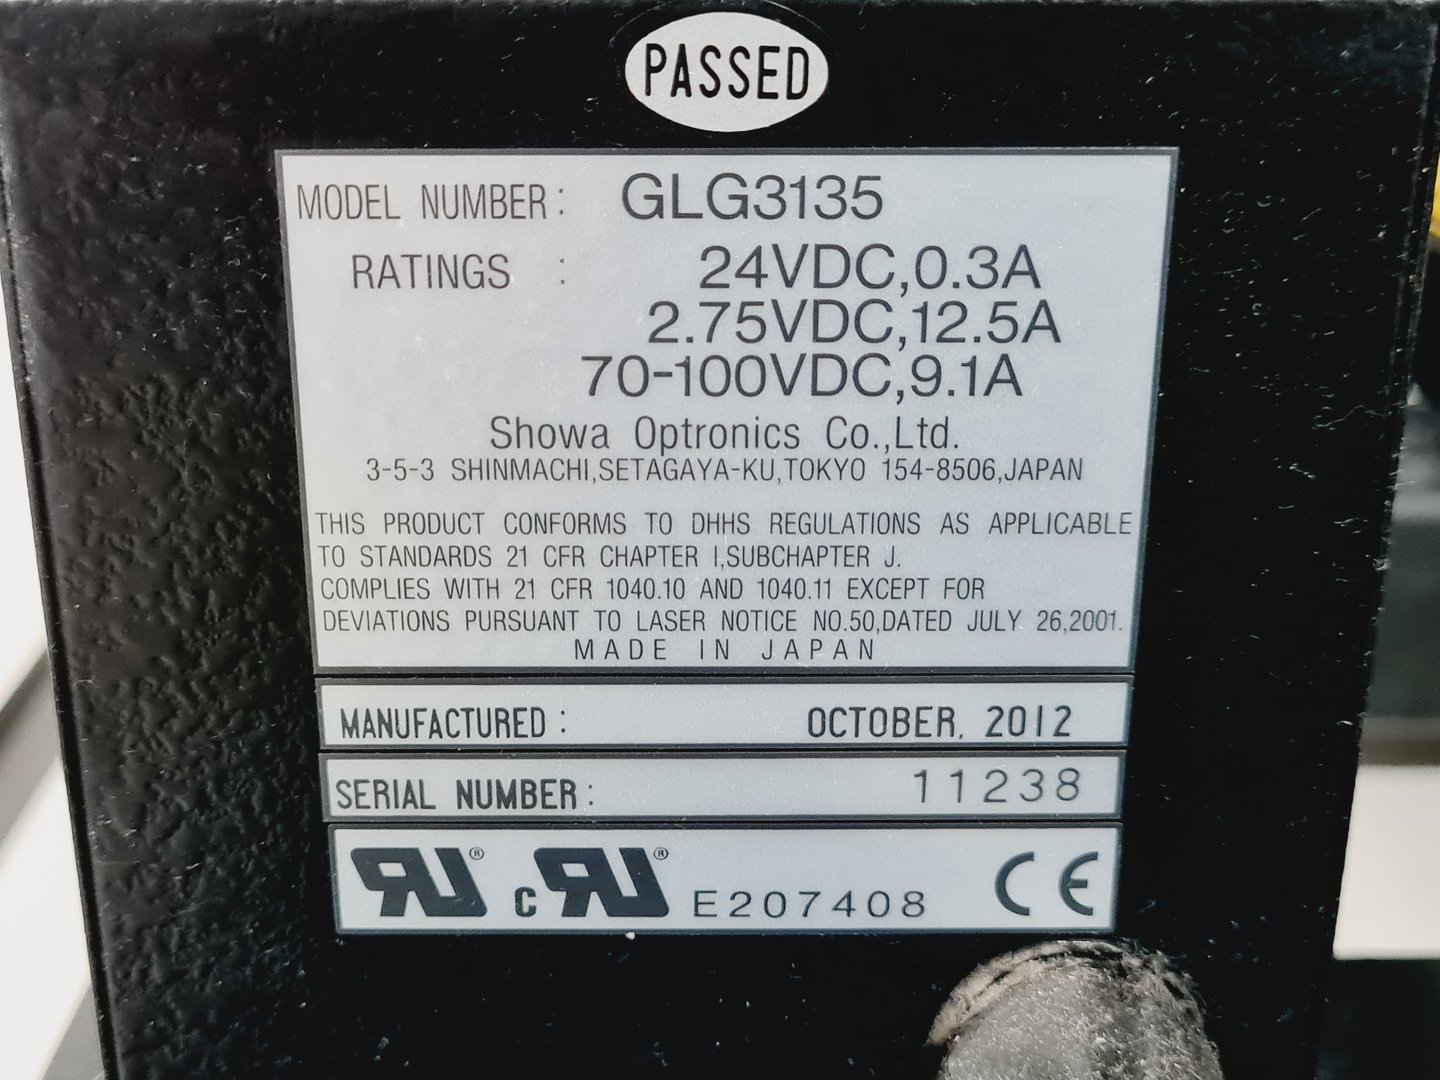 PASSED
MODEL NUMBER: GLG3135
RATINGS : 24VDC,0.3A
2.75VDC,12.5A
70-100VDC,9.1A
Showa Optronics Co.,Ltd.
3-5-3 SHINMACHI,SETAGAYA-KU,TOKYO 154-8506,JAPAN
THIS PRODUCT CONFORMS TO DHHS REGULATIONS AS APPLICABLE
TO STANDARDS 21 CFR CHAPTER I,SUBCHAPTER J.
COMPLIES WITH 21 CFR 1040.10 AND 1040.11 EXCEPT FOR
DEVIATIONS PURSUANT TO LASER NOTICE NO.50,DATED JULY 26,2001.
MADE IN JAPAN
MANUFACTURED: OCTOBER, 2012
SERIAL NUMBER: 11238
RU® cRU® E207408 CE